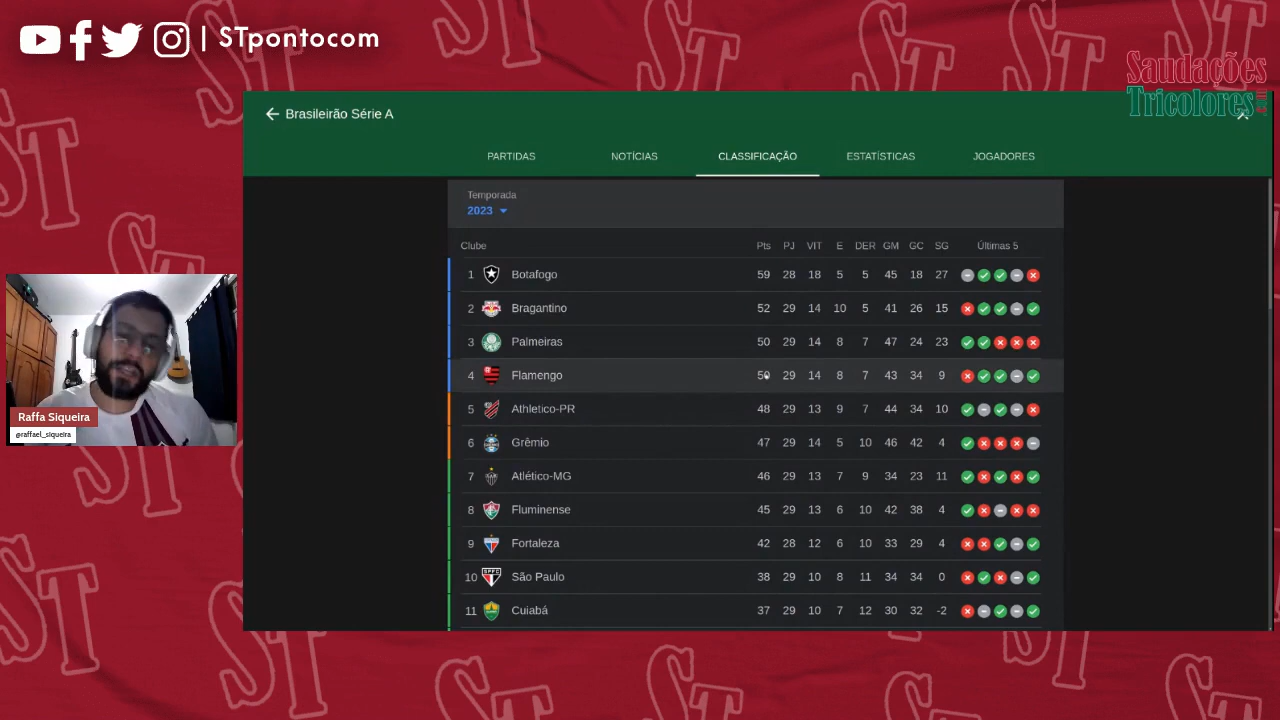 | STpontocom
Saudações
Tricolores
.com
← Brasileirão Série A
PARTIDAS NOTÍCIAS CLASSIFICAÇÃO ESTATÍSTICAS JOGADORES
Temporada
2023
Clube Pts PJ VIT E DER GM GC SG Últimas 5
1 Botafogo 59 28 18 5 5 45 18 27
2 Bragantino 52 29 14 10 5 41 26 15
3 Palmeiras 50 29 14 8 7 47 24 23
4 Flamengo 50 29 14 8 7 43 34 9
5 Athletico-PR 48 29 13 9 7 44 34 10
6 Grêmio 47 29 14 5 10 46 42 4
7 Atlético-MG 46 29 13 7 9 34 23 11
8 Fluminense 45 29 13 6 10 42 38 4
9 Fortaleza 42 28 12 6 10 33 29 4
10 São Paulo 38 29 10 8 11 34 34 0
11 Cuiabá 37 29 10 7 12 30 32 -2
Raffa Siqueira
@raffael_siqueira
ST